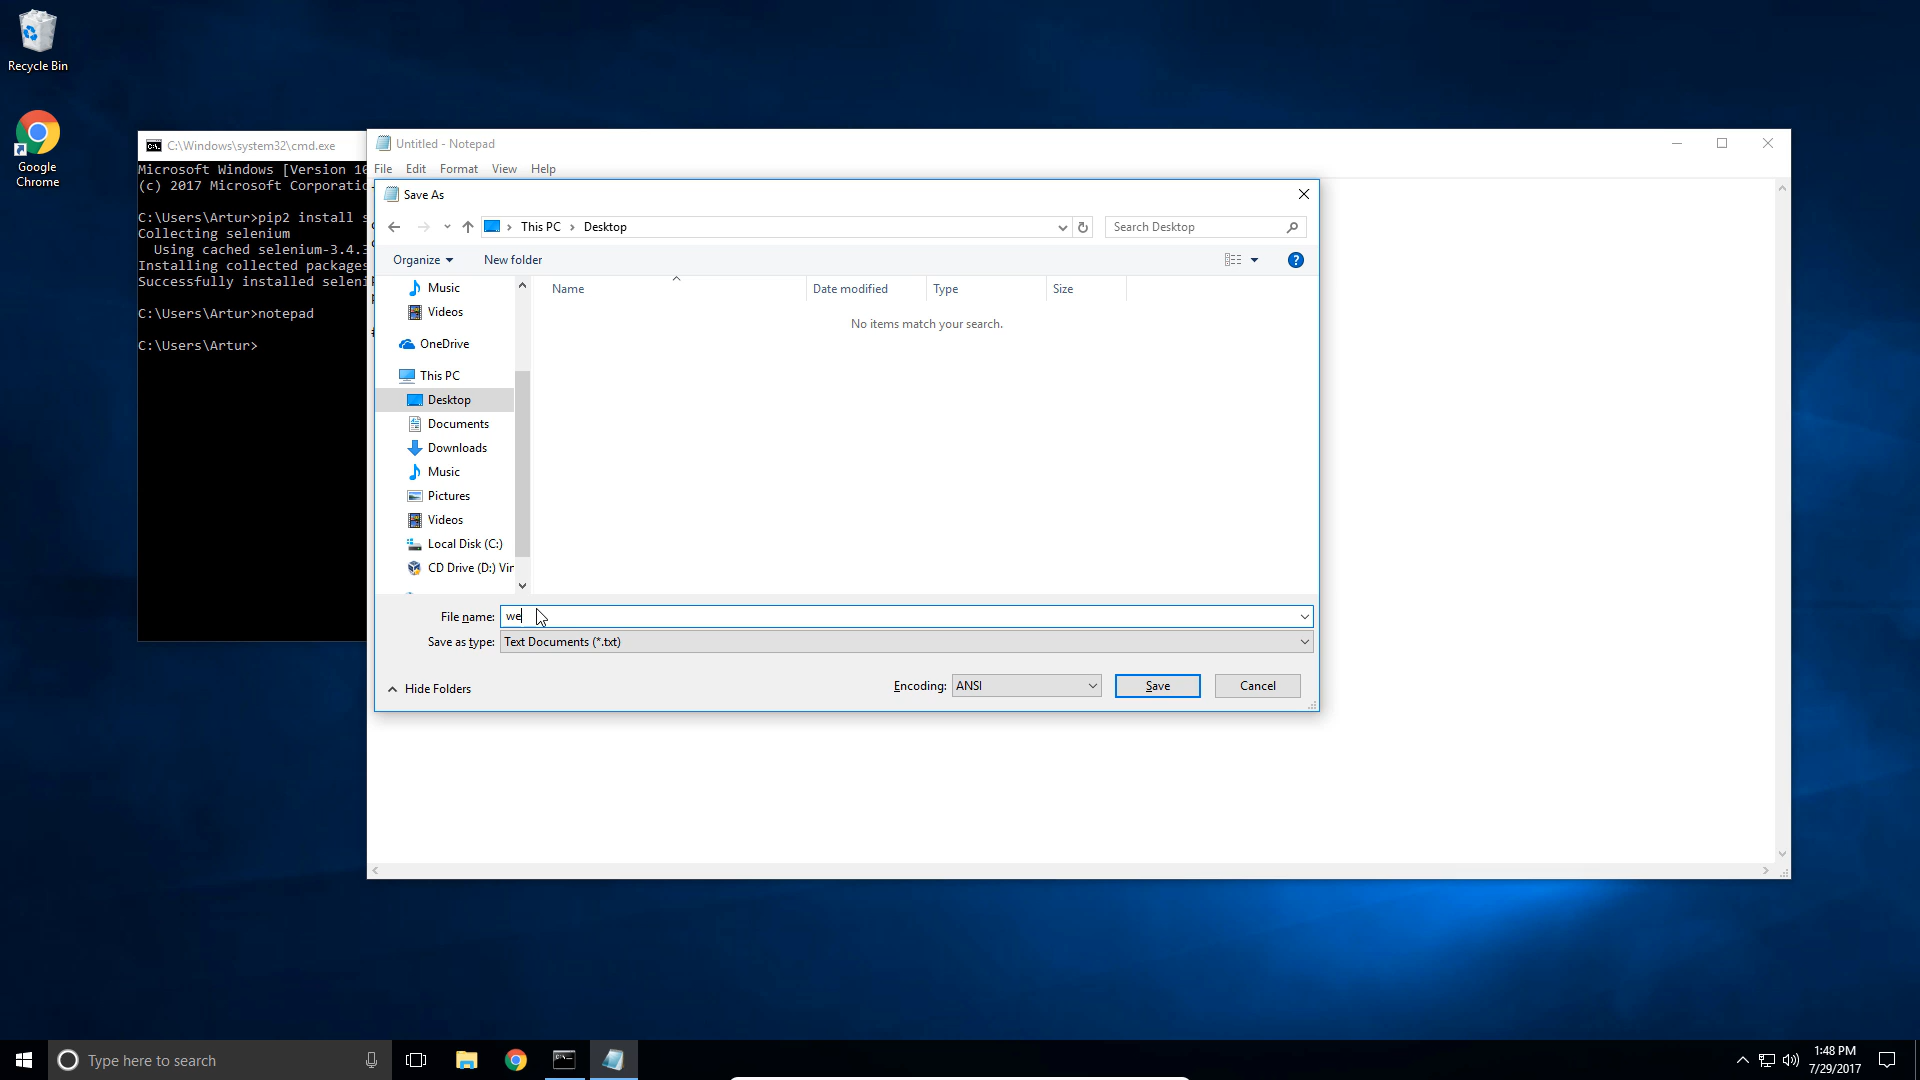 Recycle Bin
Google
Chrome
C:\Windows\system32\cmd.exe
Microsoft Windows [Version 10
(c) 2017 Microsoft Corporatio
C:\Users\Artur>pip2 install s
Collecting selenium
Using cached selenium-3.4.3
Installing collected packages
Successfully installed seleni
C:\Users\Artur>notepad
C:\Users\Artur>
Untitled - Notepad
File Edit Format View Help
Save As
This PC > Desktop
Search Desktop
Organize
New folder
Name
Date modified
Type
Size
No items match your search.
Music
Videos
OneDrive
This PC
Desktop
Documents
Downloads
Music
Pictures
Videos
Local Disk (C:)
CD Drive (D:) Vir
File name: we
Save as type: Text Documents (*.txt)
Hide Folders
Encoding: ANSI
Save
Cancel
Type here to search
1:48 PM
7/29/2017